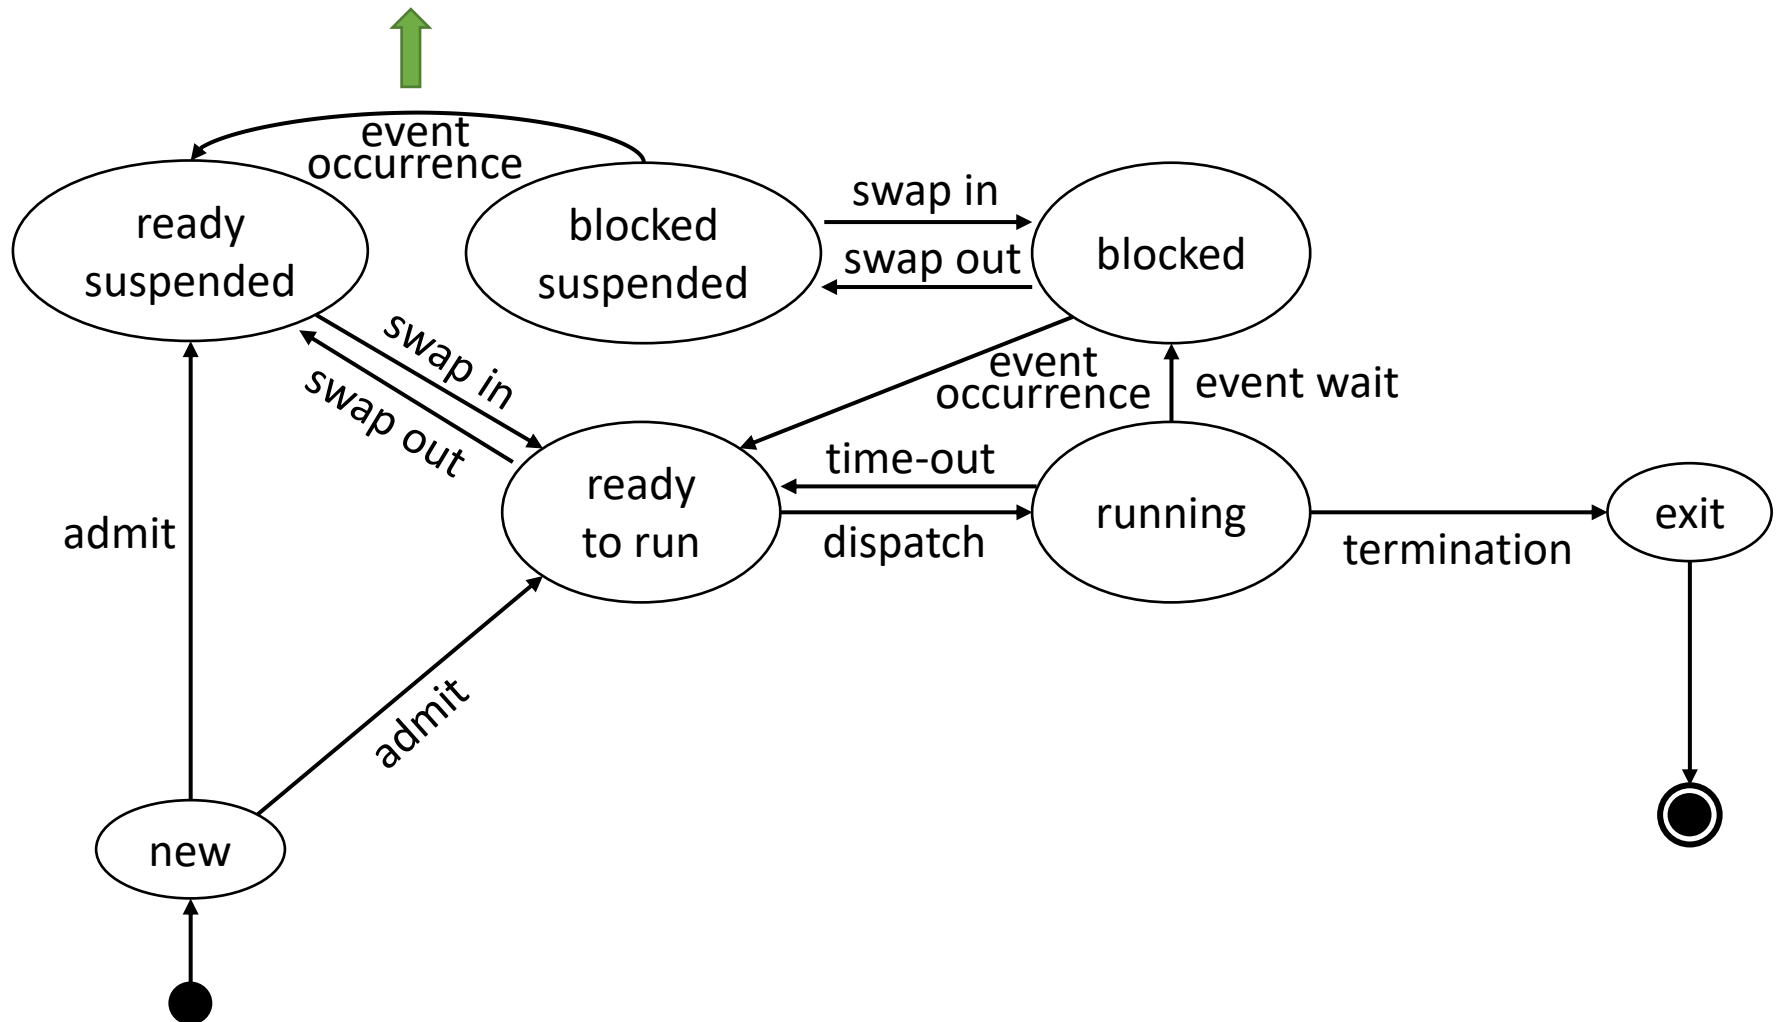 event
occurrence
ready
suspended
blocked
suspended
swap in
swap out
blocked
swap in
swap out
event
occurrence
event wait
admit
ready
to run
time-out
dispatch
running
termination
exit
admit
new